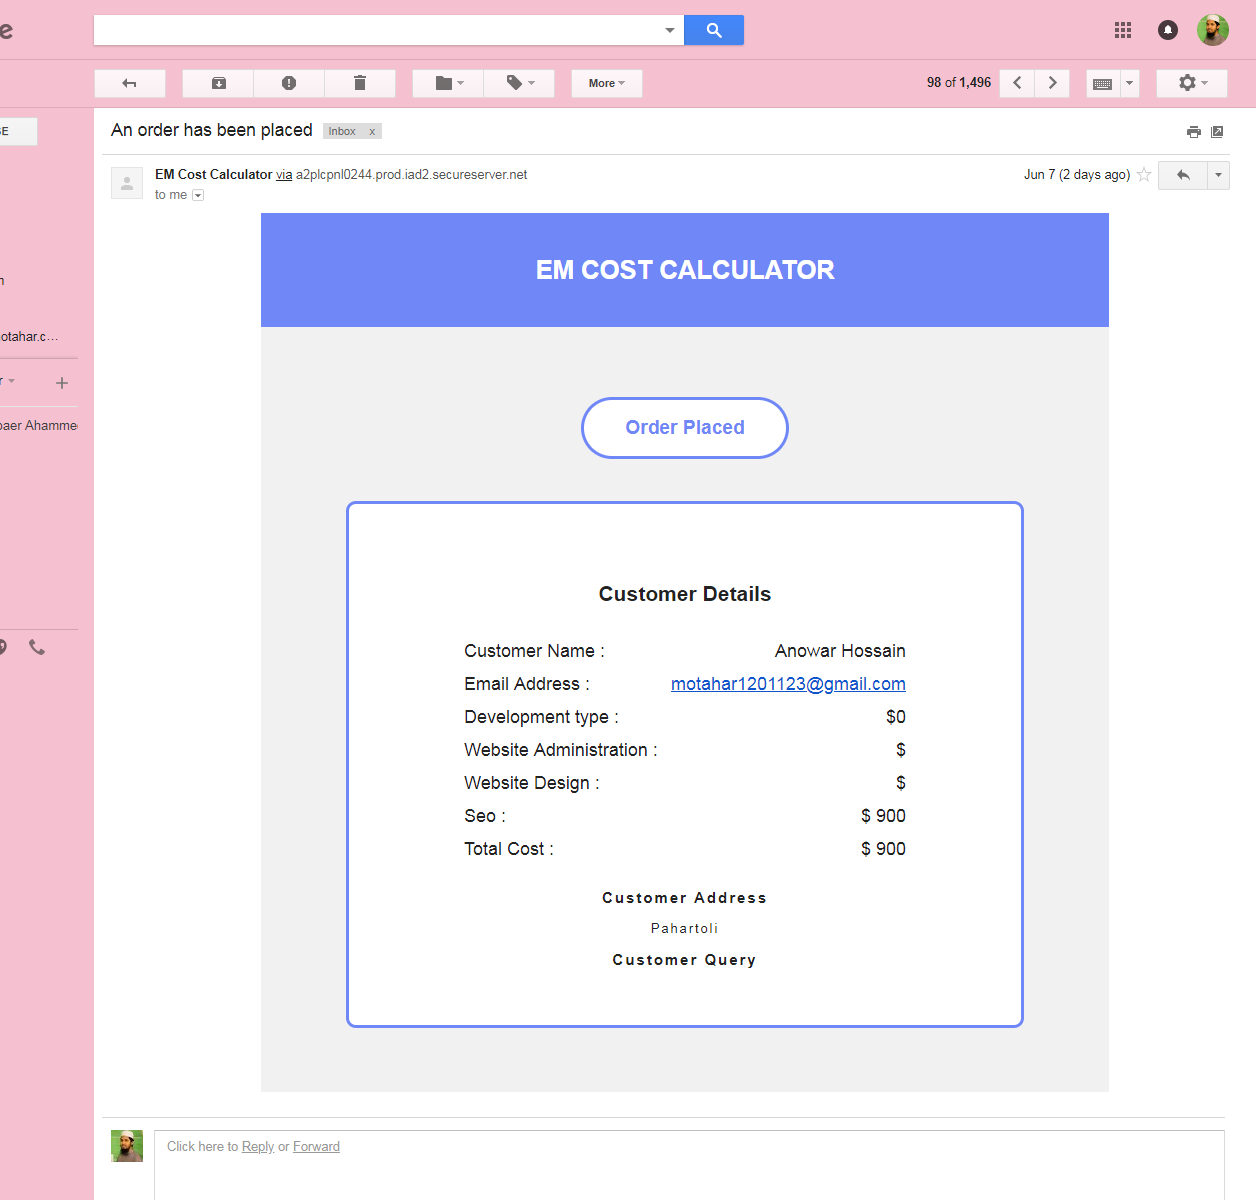 e
More
98 of 1,496
SE
An order has been placed
Inbox x
EM Cost Calculator via a2plcpnl0244.prod.iad2.secureserver.net
Jun 7 (2 days ago)
to me
EM COST CALCULATOR
otahar.c...
Order Placed
r
baer Ahamme
Customer Details
Customer Name : Anowar Hossain
Email Address : motahar1201123@gmail.com
Development type : $0
Website Administration : $
Website Design : $
Seo : $ 900
Total Cost : $ 900
Customer Address
Pahartoli
Customer Query
Click here to Reply or Forward